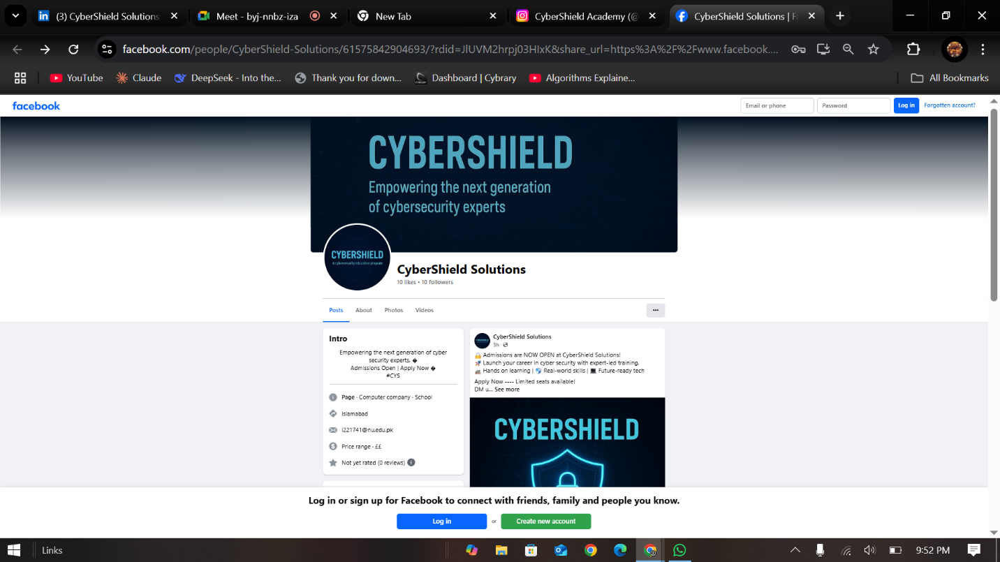 (3) CyberShield Solutions
Meet - byj-nnbz-iza
New Tab
CyberShield Academy (@
CyberShield Solutions | F
facebook.com/people/CyberShield-Solutions/61575842904693/?rdid=JlUVM2hrpj03HIxK&share_url=https%3A%2F%2Fwww.facebook....
YouTube
Claude
DeepSeek - Into the...
Thank you for down...
Dashboard | Cybrary
Algorithms Explaine...
All Bookmarks
facebook
Email or phone
Password
Log in
Forgotten account?
CYBERSHIELD
Empowering the next generation
of cybersecurity experts
CYBERSHIELD
A cybersecurity education program
CyberShield Solutions
10 likes • 10 followers
Posts
About
Photos
Videos
Intro
Empowering the next generation of cyber
security experts. �
Admissions Open | Apply Now �
#CYS
Page · Computer company · School
Islamabad
i221741@nu.edu.pk
Price range · ££
Not yet rated (0 reviews)
CyberShield Solutions
3h ·
🔐 Admissions are NOW OPEN at CyberShield Solutions!
🚀 Launch your career in cyber security with expert-led training.
Hands on learning | Real-world skills | Future-ready tech
Apply Now ---- Limited seats available!
DM u... See more
CYBERSHIELD
Log in or sign up for Facebook to connect with friends, family and people you know.
Log in
or
Create new account
Links
9:52 PM